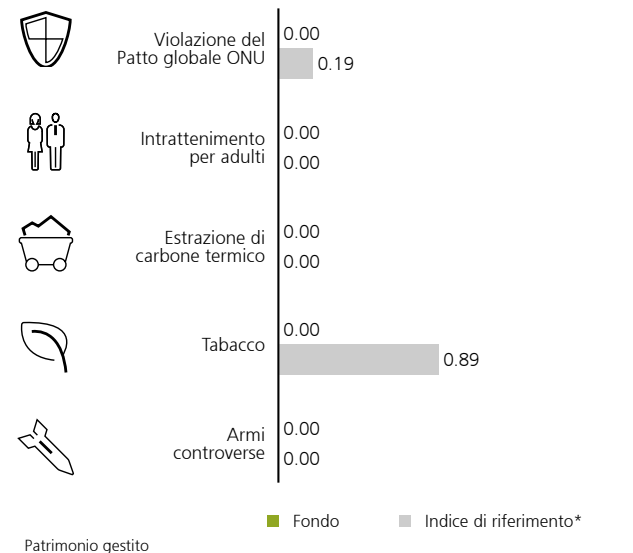 Violazione del
Patto globale ONU
0.00
0.19
Intrattenimento
per adulti
0.00
0.00
Estrazione di
carbone termico
0.00
0.00
Tabacco
0.00
0.89
Armi
controverse
0.00
0.00
Fondo
Indice di riferimento*
Patrimonio gestito